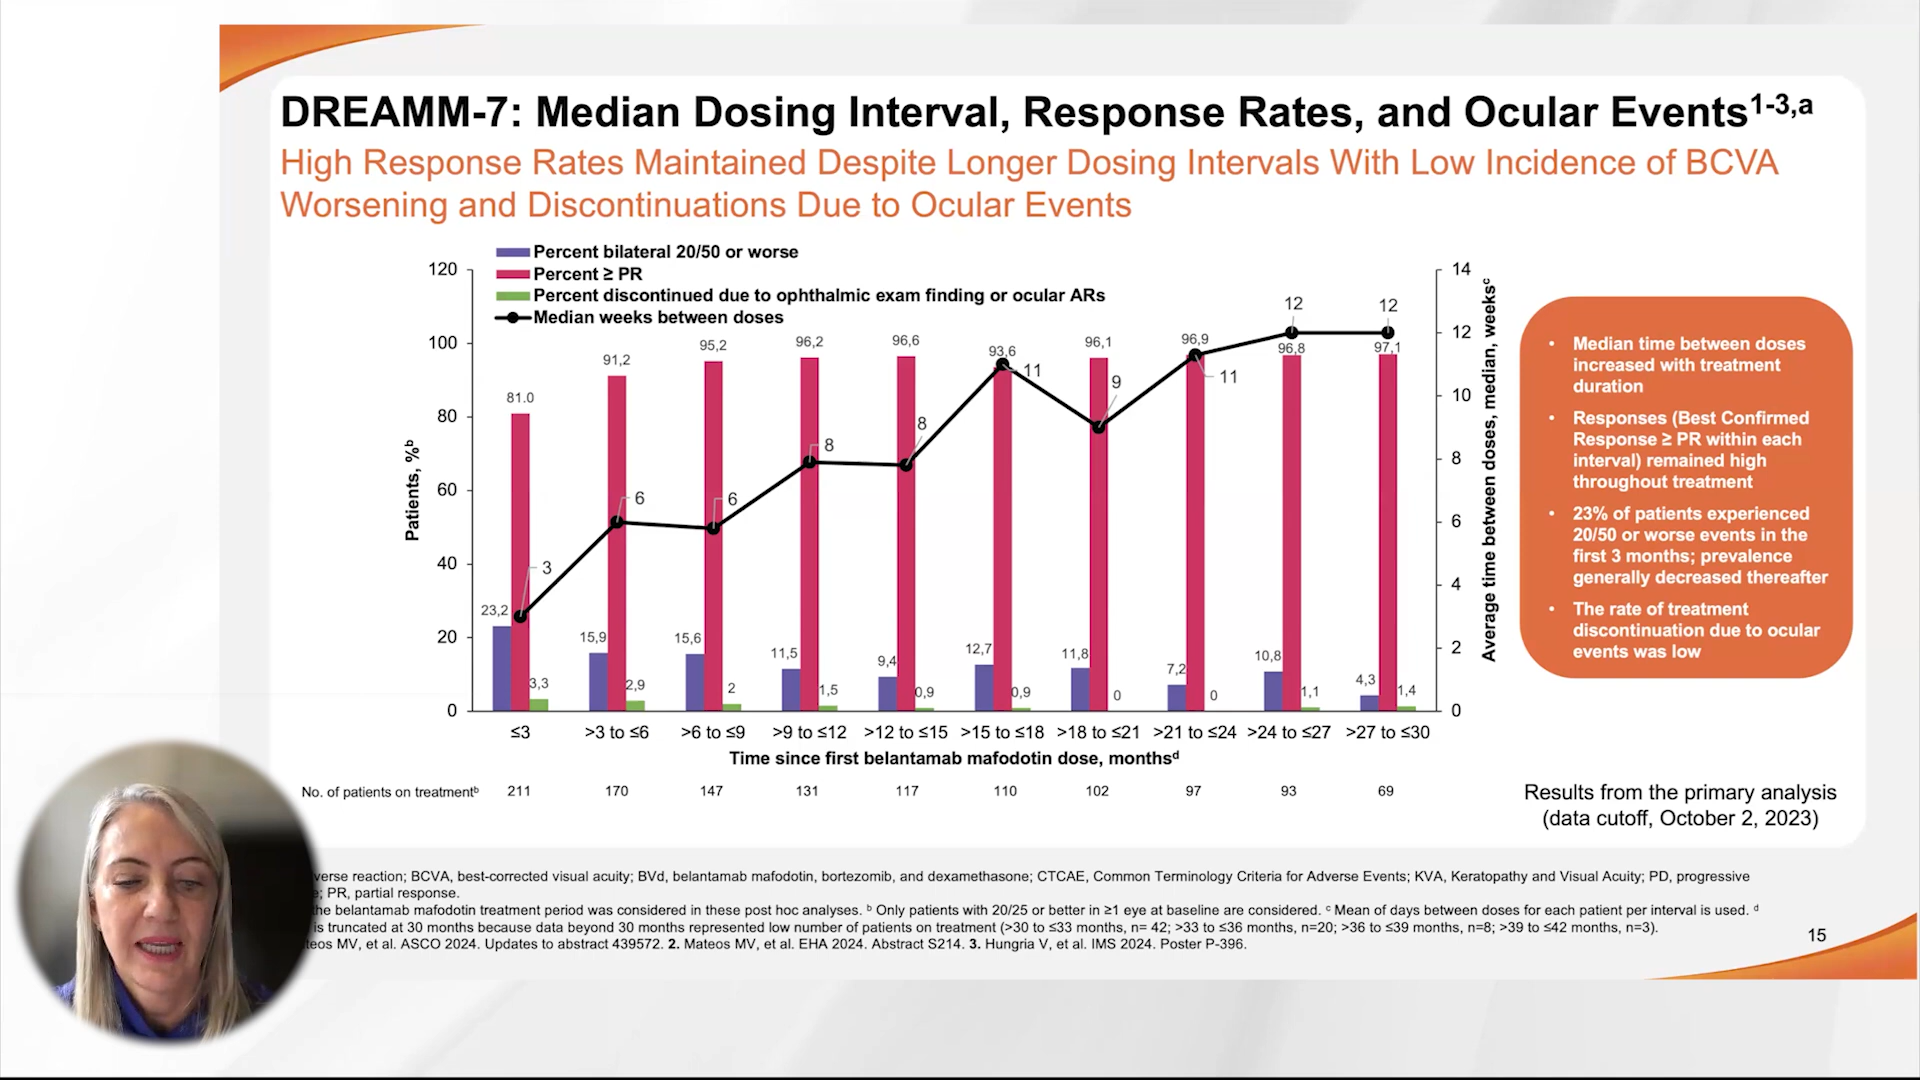 DREAMM-7: Median Dosing Interval, Response Rates, and Ocular Events1-3,a
High Response Rates Maintained Despite Longer Dosing Intervals With Low Incidence of BCVA
Worsening and Discontinuations Due to Ocular Events
Percent bilateral 20/50 or worse
Percent ≥ PR
Percent discontinued due to ophthalmic exam finding or ocular ARs
Median weeks between doses
Patients, %b
120
100
80
60
40
20
0
81.0 91,2 95,2 96,2 96,6 93,6 96,1 96,9 96,8 97,1
3 6 6 8 8 11 9 11 12 12
23,2 15,9 15,6 11,5 9,4 12,7 11,8 7,2 10,8 4,3
3,3 2,9 2 1,5 0,9 0,9 0 0 1,1 1,4
14
12
10
8
6
4
2
0
Average time between doses, median, weeksc
≤3 >3 to ≤6 >6 to ≤9 >9 to ≤12 >12 to ≤15 >15 to ≤18 >18 to ≤21 >21 to ≤24 >24 to ≤27 >27 to ≤30
Time since first belantamab mafodotin dose, monthsd
No. of patients on treatmentb 211 170 147 131 117 110 102 97 93 69
• Median time between doses
increased with treatment
duration
• Responses (Best Confirmed
Response ≥ PR within each
interval) remained high
throughout treatment
• 23% of patients experienced
20/50 or worse events in the
first 3 months; prevalence
generally decreased thereafter
• The rate of treatment
discontinuation due to ocular
events was low
Results from the primary analysis
(data cutoff, October 2, 2023)
verse reaction; BCVA, best-corrected visual acuity; BVd, belantamab mafodotin, bortezomib, and dexamethasone; CTCAE, Common Terminology Criteria for Adverse Events; KVA, Keratopathy and Visual Acuity; PD, progressive
; PR, partial response.
the belantamab mafodotin treatment period was considered in these post hoc analyses. b Only patients with 20/25 or better in ≥1 eye at baseline are considered. c Mean of days between doses for each patient per interval is used. d
is truncated at 30 months because data beyond 30 months represented low number of patients on treatment (>30 to ≤33 months, n= 42; >33 to ≤36 months, n=20; >36 to ≤39 months, n=8; >39 to ≤42 months, n=3).
teos MV, et al. ASCO 2024. Updates to abstract 439572. 2. Mateos MV, et al. EHA 2024. Abstract S214. 3. Hungria V, et al. IMS 2024. Poster P-396.
15